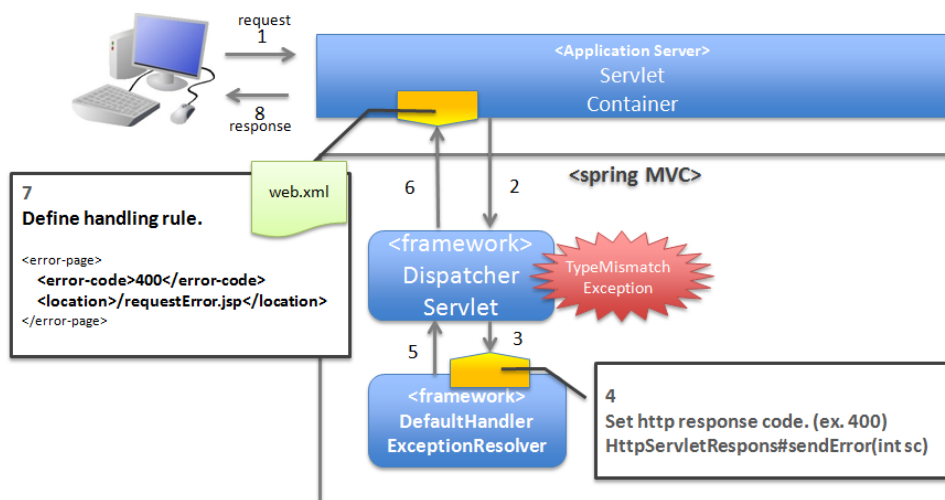 request
1
8
response
<Application Server>
Servlet
Container
web.xml
7
Define handling rule.
<error-page>
<error-code>400</error-code>
<location>/requestError.jsp</location>
</error-page>
6
2
<spring MVC>
<framework>
Dispatcher
Servlet
TypeMismatch
Exception
5
3
<framework>
DefaultHandler
ExceptionResolver
4
Set http response code. (ex. 400)
HttpServletRespons#sendError(int sc)